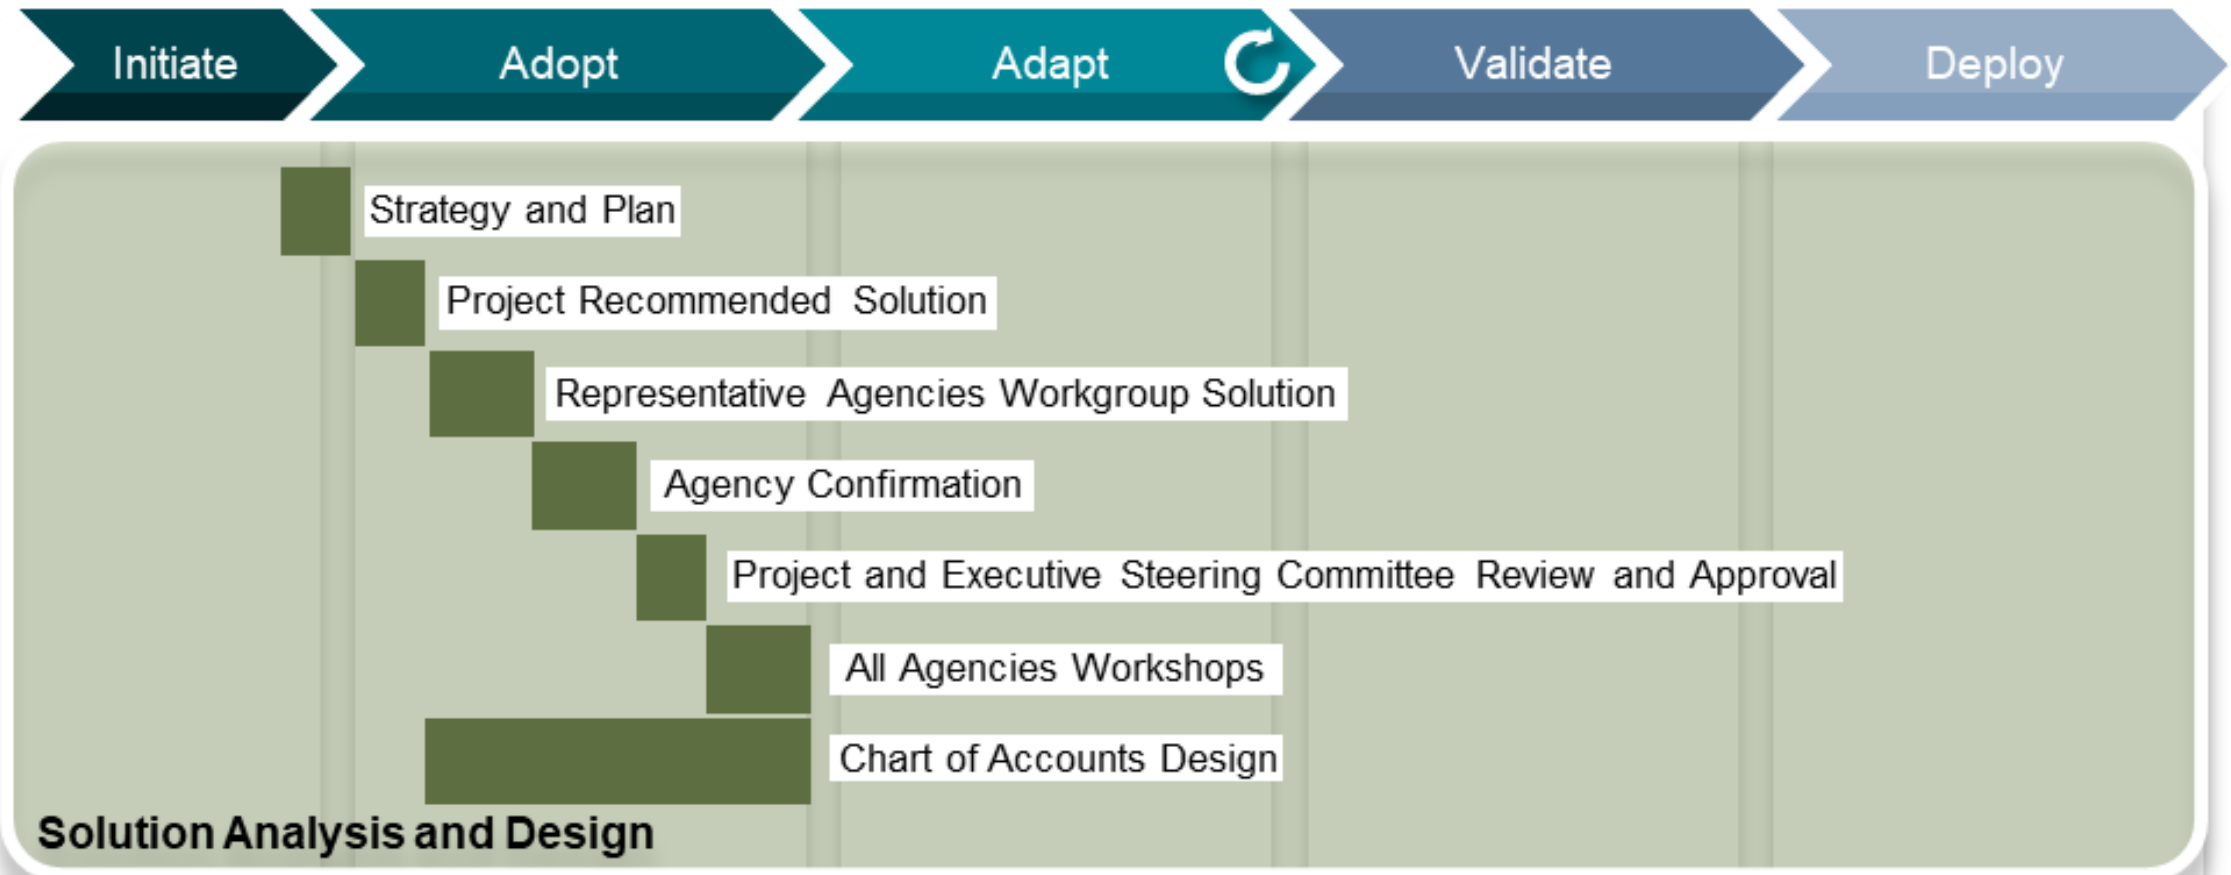 Initiate
Adopt
Adapt
Validate
Deploy
Strategy and Plan
Project Recommended Solution
Representative Agencies Workgroup Solution
Agency Confirmation
Project and Executive Steering Committee Review and Approval
All Agencies Workshops
Chart of Accounts Design
Solution Analysis and Design